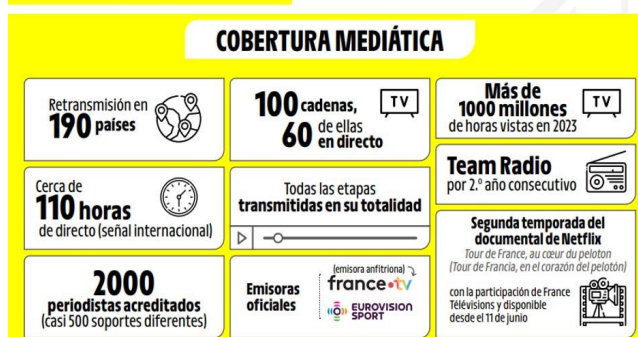 COBERTURA MEDIÁTICA
Retransmisión en
190 países
100 cadenas,
60 de ellas
en directo
TV
Más de
1000 millones
de horas vistas en 2023
TV
Cerca de
110 horas
de directo (señal internacional)
Todas las etapas
transmitidas en su totalidad
Team Radio
por 2.º año consecutivo
2000
periodistas acreditados
(casi 500 soportes diferentes)
Emisoras
oficiales
(emisora anfitriona)
france•tv
EUROVISION
SPORT
Segunda temporada del
documental de Netflix
Tour de France, au cœur du peloton
(Tour de Francia, en el corazón del pelotón)
con la participación de France
Télévisions y disponible
desde el 11 de junio